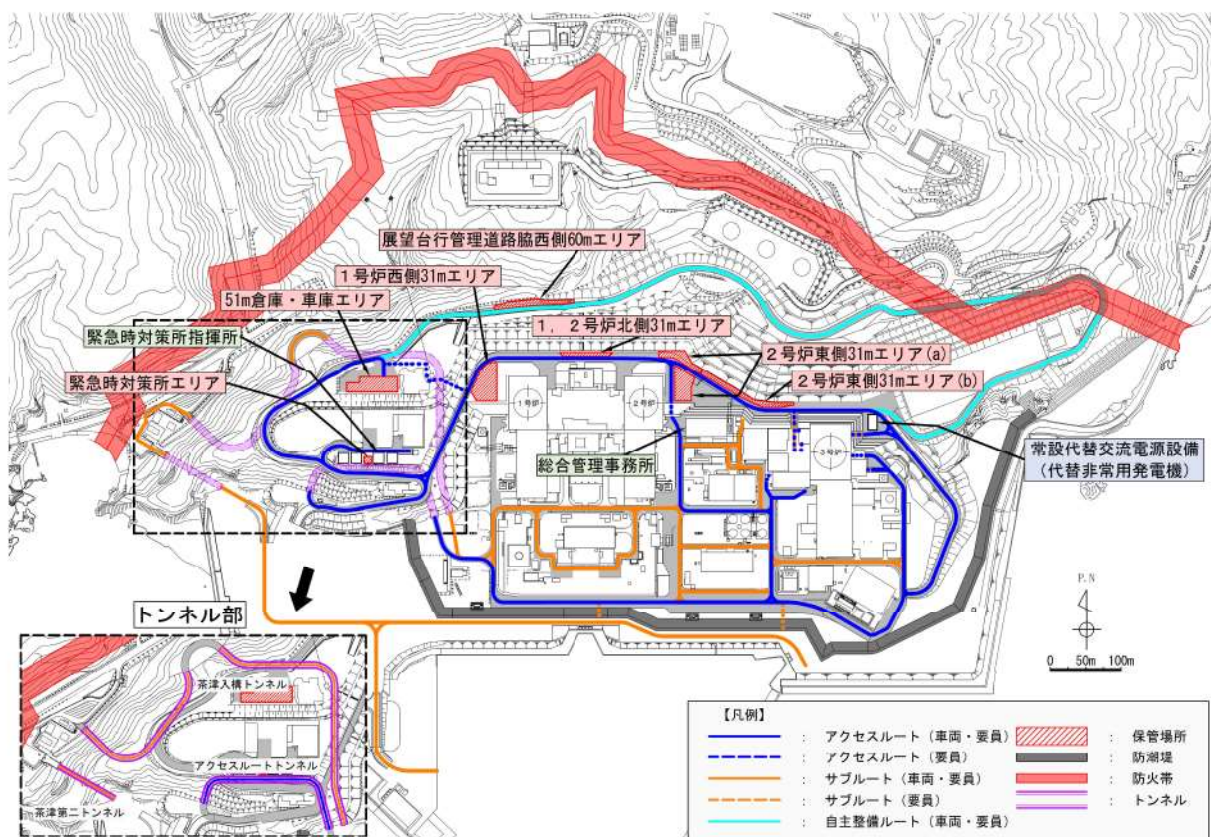 展望台行管理道路脇西側60mエリア
1号炉西側31mエリア
51m倉庫・車庫エリア
緊急時対策所指揮所
緊急時対策所エリア
1，2号炉北側31mエリア
2号炉東側31mエリア(a)
2号炉東側31mエリア(b)
1号炉
2号炉
3号炉
総合管理事務所
常設代替交流電源設備
(代替非常用発電機)
トンネル部
茶津入構トンネル
アクセスルートトンネル
茶津第二トンネル
P.N
0 50m 100m
【凡例】
： アクセスルート（車両・要員）
： アクセスルート（要員）
： サブルート（車両・要員）
： サブルート（要員）
： 自主整備ルート（車両・要員）
： 保管場所
： 防潮堤
： 防火帯
： トンネル